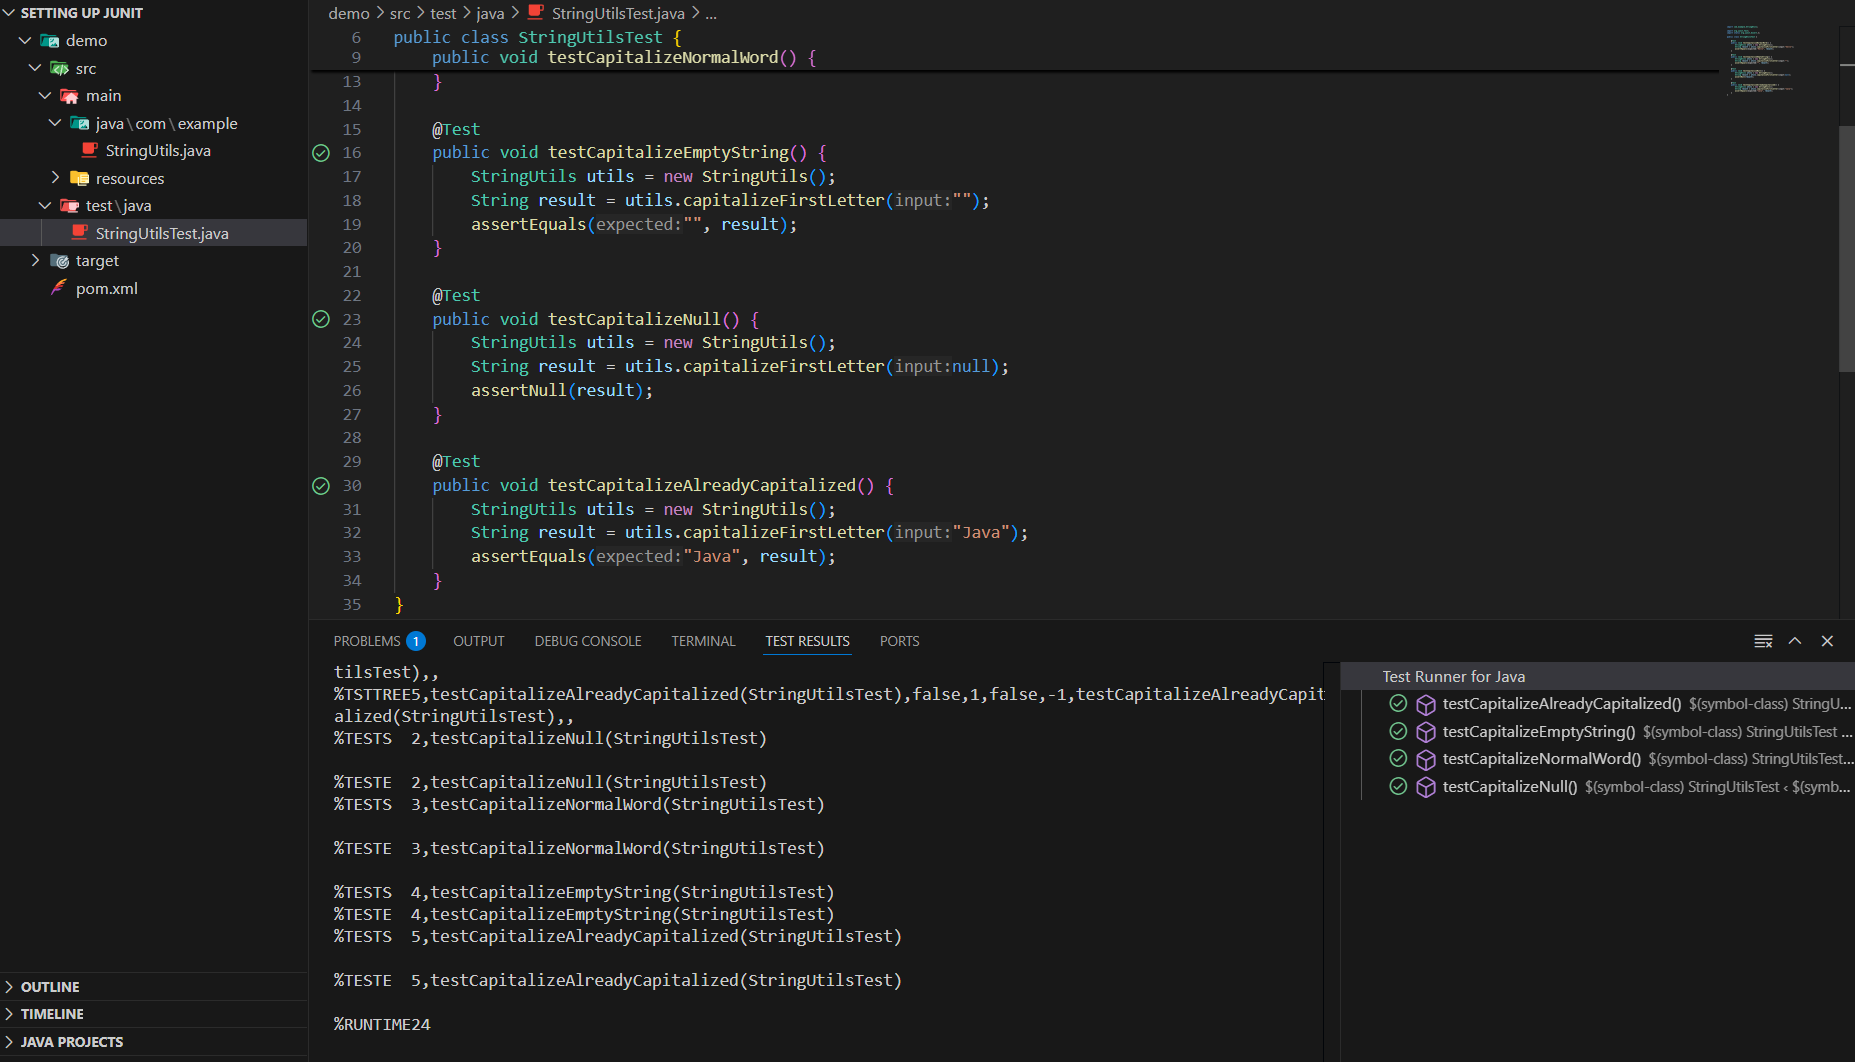 SETTING UP JUNIT
demo
src
main
java\com\example
StringUtils.java
resources
test\java
StringUtilsTest.java
target
pom.xml
OUTLINE
TIMELINE
JAVA PROJECTS
demo > src > test > java > StringUtilsTest.java > ...
6 public class StringUtilsTest {
9 public void testCapitalizeNormalWord() {
13 }
14
15 @Test
16 public void testCapitalizeEmptyString() {
17 StringUtils utils = new StringUtils();
18 String result = utils.capitalizeFirstLetter(input:"");
19 assertEquals(expected:"", result);
20 }
21
22 @Test
23 public void testCapitalizeNull() {
24 StringUtils utils = new StringUtils();
25 String result = utils.capitalizeFirstLetter(input:null);
26 assertNull(result);
27 }
28
29 @Test
30 public void testCapitalizeAlreadyCapitalized() {
31 StringUtils utils = new StringUtils();
32 String result = utils.capitalizeFirstLetter(input:"Java");
33 assertEquals(expected:"Java", result);
34 }
35 }
PROBLEMS 1 OUTPUT DEBUG CONSOLE TERMINAL TEST RESULTS PORTS
tilsTest),,
%TSTTREE5,testCapitalizeAlreadyCapitalized(StringUtilsTest),false,1,false,-1,testCapitalizeAlreadyCapit
alized(StringUtilsTest),,
%TESTS  2,testCapitalizeNull(StringUtilsTest)
%TESTE  2,testCapitalizeNull(StringUtilsTest)
%TESTS  3,testCapitalizeNormalWord(StringUtilsTest)
%TESTE  3,testCapitalizeNormalWord(StringUtilsTest)
%TESTS  4,testCapitalizeEmptyString(StringUtilsTest)
%TESTE  4,testCapitalizeEmptyString(StringUtilsTest)
%TESTS  5,testCapitalizeAlreadyCapitalized(StringUtilsTest)
%TESTE  5,testCapitalizeAlreadyCapitalized(StringUtilsTest)
%RUNTIME24
Test Runner for Java
testCapitalizeAlreadyCapitalized() $(symbol-class) StringU...
testCapitalizeEmptyString() $(symbol-class) StringUtilsTest ...
testCapitalizeNormalWord() $(symbol-class) StringUtilsTest...
testCapitalizeNull() $(symbol-class) StringUtilsTest < $(symb...